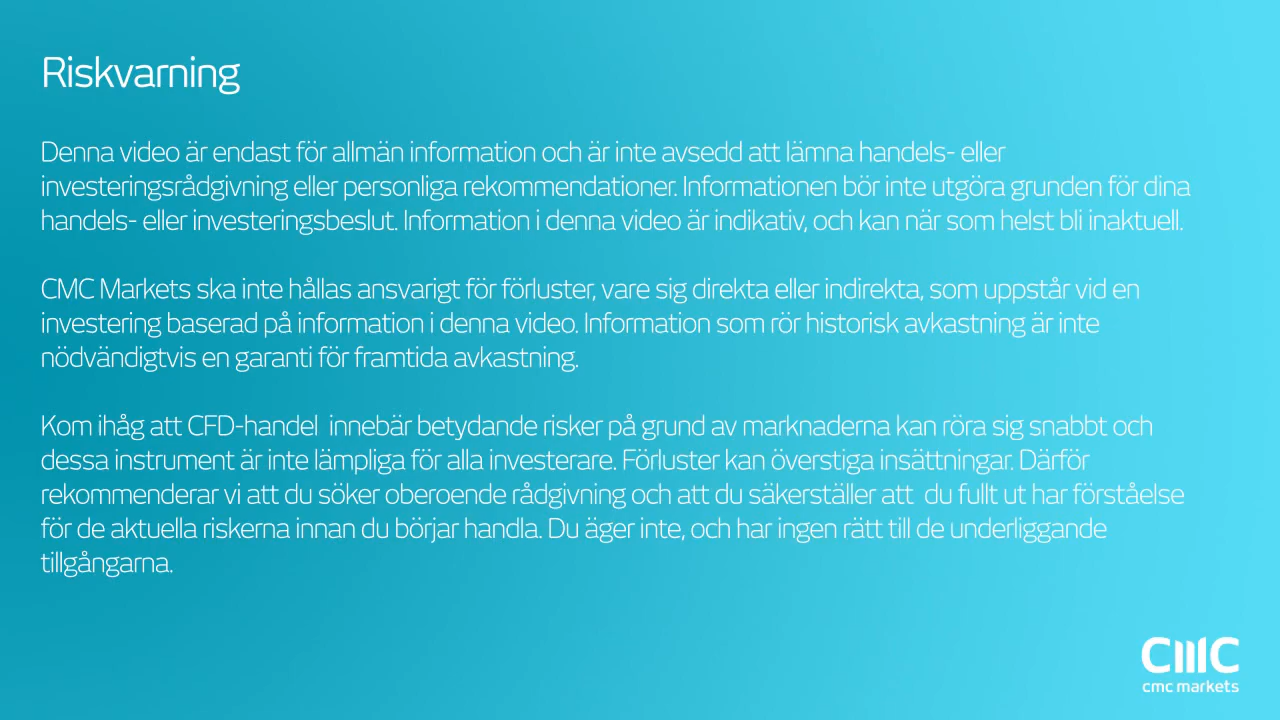 Riskvarning
Denna video är endast för allmän information och är inte avsedd att lämna handels- eller
investeringsrådgivning eller personliga rekommendationer. Informationen bör inte utgöra grunden för dina
handels- eller investeringsbeslut. Information i denna video är indikativ, och kan när som helst bli inaktuell.
CMC Markets ska inte hållas ansvarigt för förluster, vare sig direkta eller indirekta, som uppstår vid en
investering baserad på information i denna video. Information som rör historisk avkastning är inte
nödvändigtvis en garanti för framtida avkastning.
Kom ihåg att CFD-handel  innebär betydande risker på grund av marknaderna kan röra sig snabbt och
dessa instrument är inte lämpliga för alla investerare. Förluster kan överstiga insättningar. Därför
rekommenderar vi att du söker oberoende rådgivning och att du säkerställer att  du fullt ut har förståelse
för de aktuella riskerna innan du börjar handla. Du äger inte, och har ingen rätt till de underliggande
tillgångarna.
CMC
cmc markets